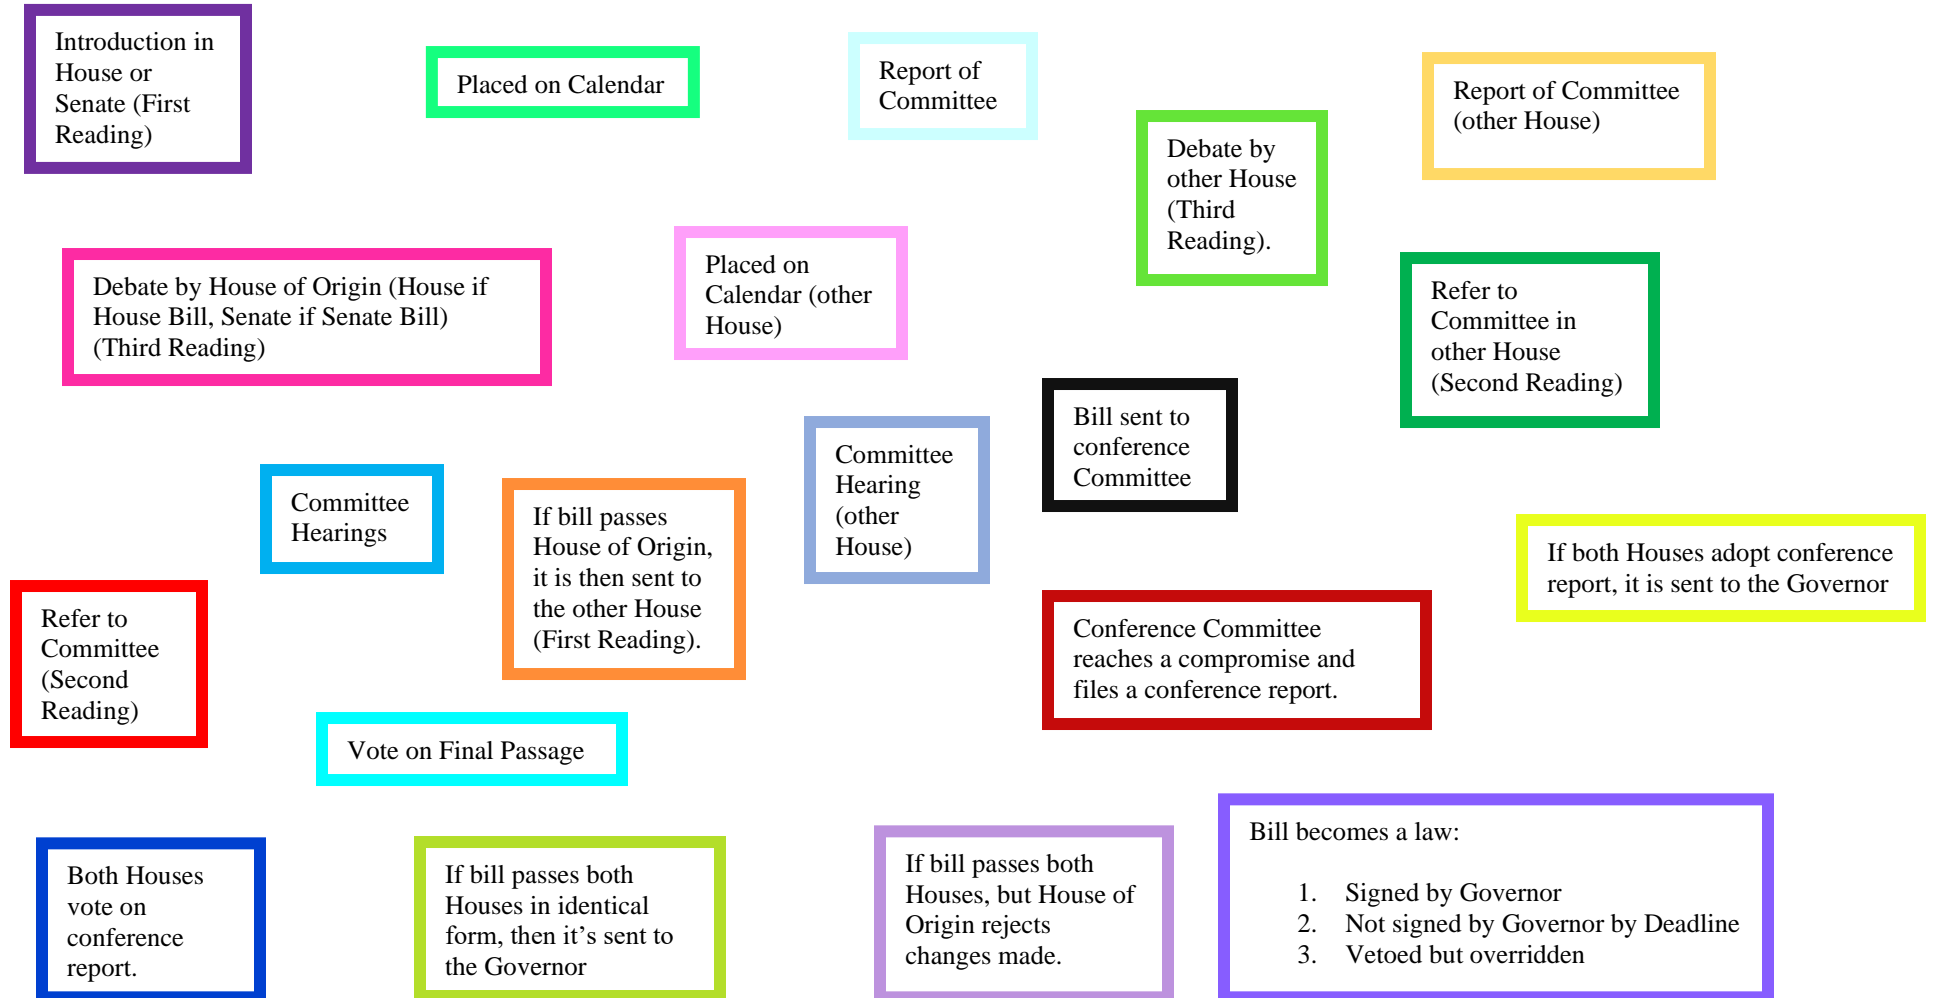 Introduction in
House or
Senate (First
Reading)
Placed on Calendar
Report of
Committee
Report of Committee
(other House)
Debate by
other House
(Third
Reading).
Debate by House of Origin (House if
House Bill, Senate if Senate Bill)
(Third Reading)
Placed on
Calendar (other
House)
Refer to
Committee in
other House
(Second Reading)
Bill sent to
conference
Committee
Committee
Hearing
(other
House)
Committee
Hearings
If bill passes
House of Origin,
it is then sent to
the other House
(First Reading).
If both Houses adopt conference
report, it is sent to the Governor
Refer to
Committee
(Second
Reading)
Conference Committee
reaches a compromise and
files a conference report.
Vote on Final Passage
Both Houses
vote on
conference
report.
If bill passes both
Houses in identical
form, then it’s sent to
the Governor
If bill passes both
Houses, but House of
Origin rejects
changes made.
Bill becomes a law:
1. Signed by Governor
2. Not signed by Governor by Deadline
3. Vetoed but overridden